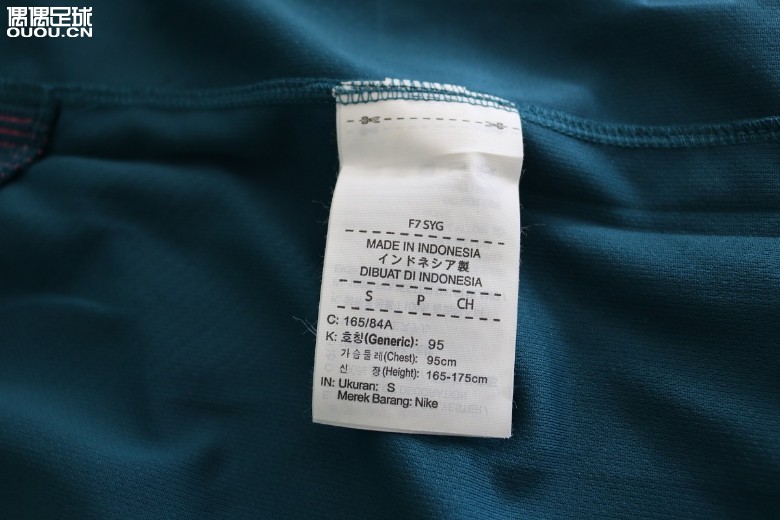 偶偶足球
OUOU.CN
F7 SYG
MADE IN INDONESIA
インドネシア製
DIBUAT DI INDONESIA
S P CH
C: 165/84A
K: 호칭(Generic): 95
가슴둘레(Chest): 95cm
신 장(Height): 165-175cm
IN: Ukuran: S
Merek Barang: Nike